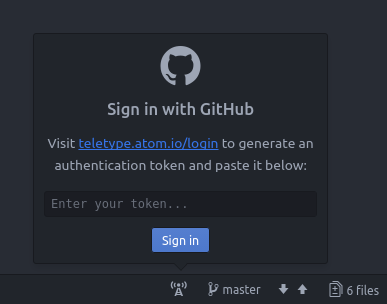 Sign in with GitHub
Visit teletype.atom.io/login to generate an
authentication token and paste it below:
Enter your token...
Sign in
master 6 files